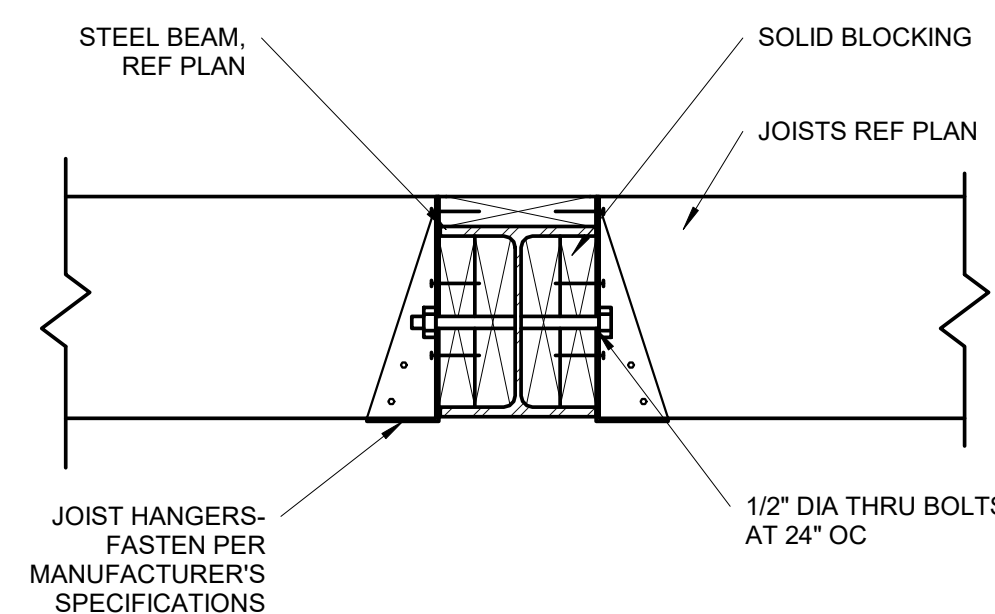 STEEL BEAM,
REF PLAN
SOLID BLOCKING
JOISTS REF PLAN
JOIST HANGERS-
FASTEN PER
MANUFACTURER'S
SPECIFICATIONS
1/2" DIA THRU BOLTS
AT 24" OC